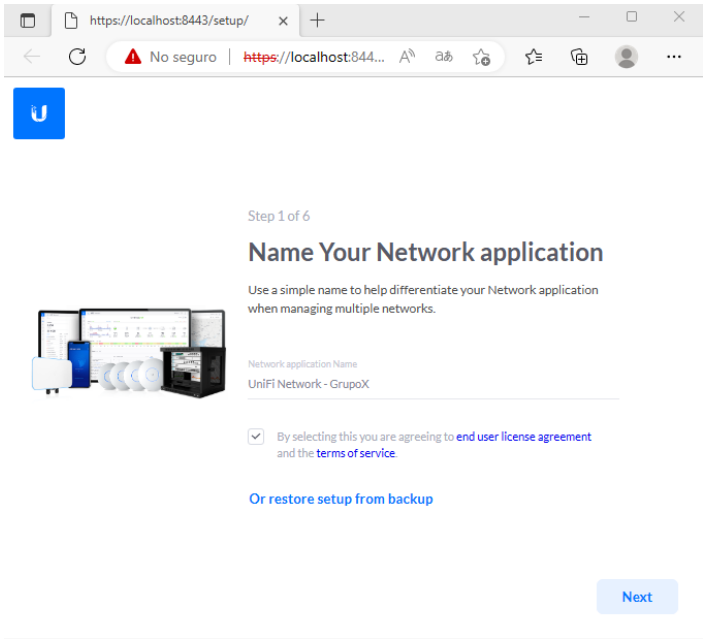 https://localhost:8443/setup/
No seguro | https://localhost:844...
Step 1 of 6
Name Your Network application
Use a simple name to help differentiate your Network application
when managing multiple networks.
Network application Name
UniFi Network - GrupoX
By selecting this you are agreeing to end user license agreement
and the terms of service.
Or restore setup from backup
Next